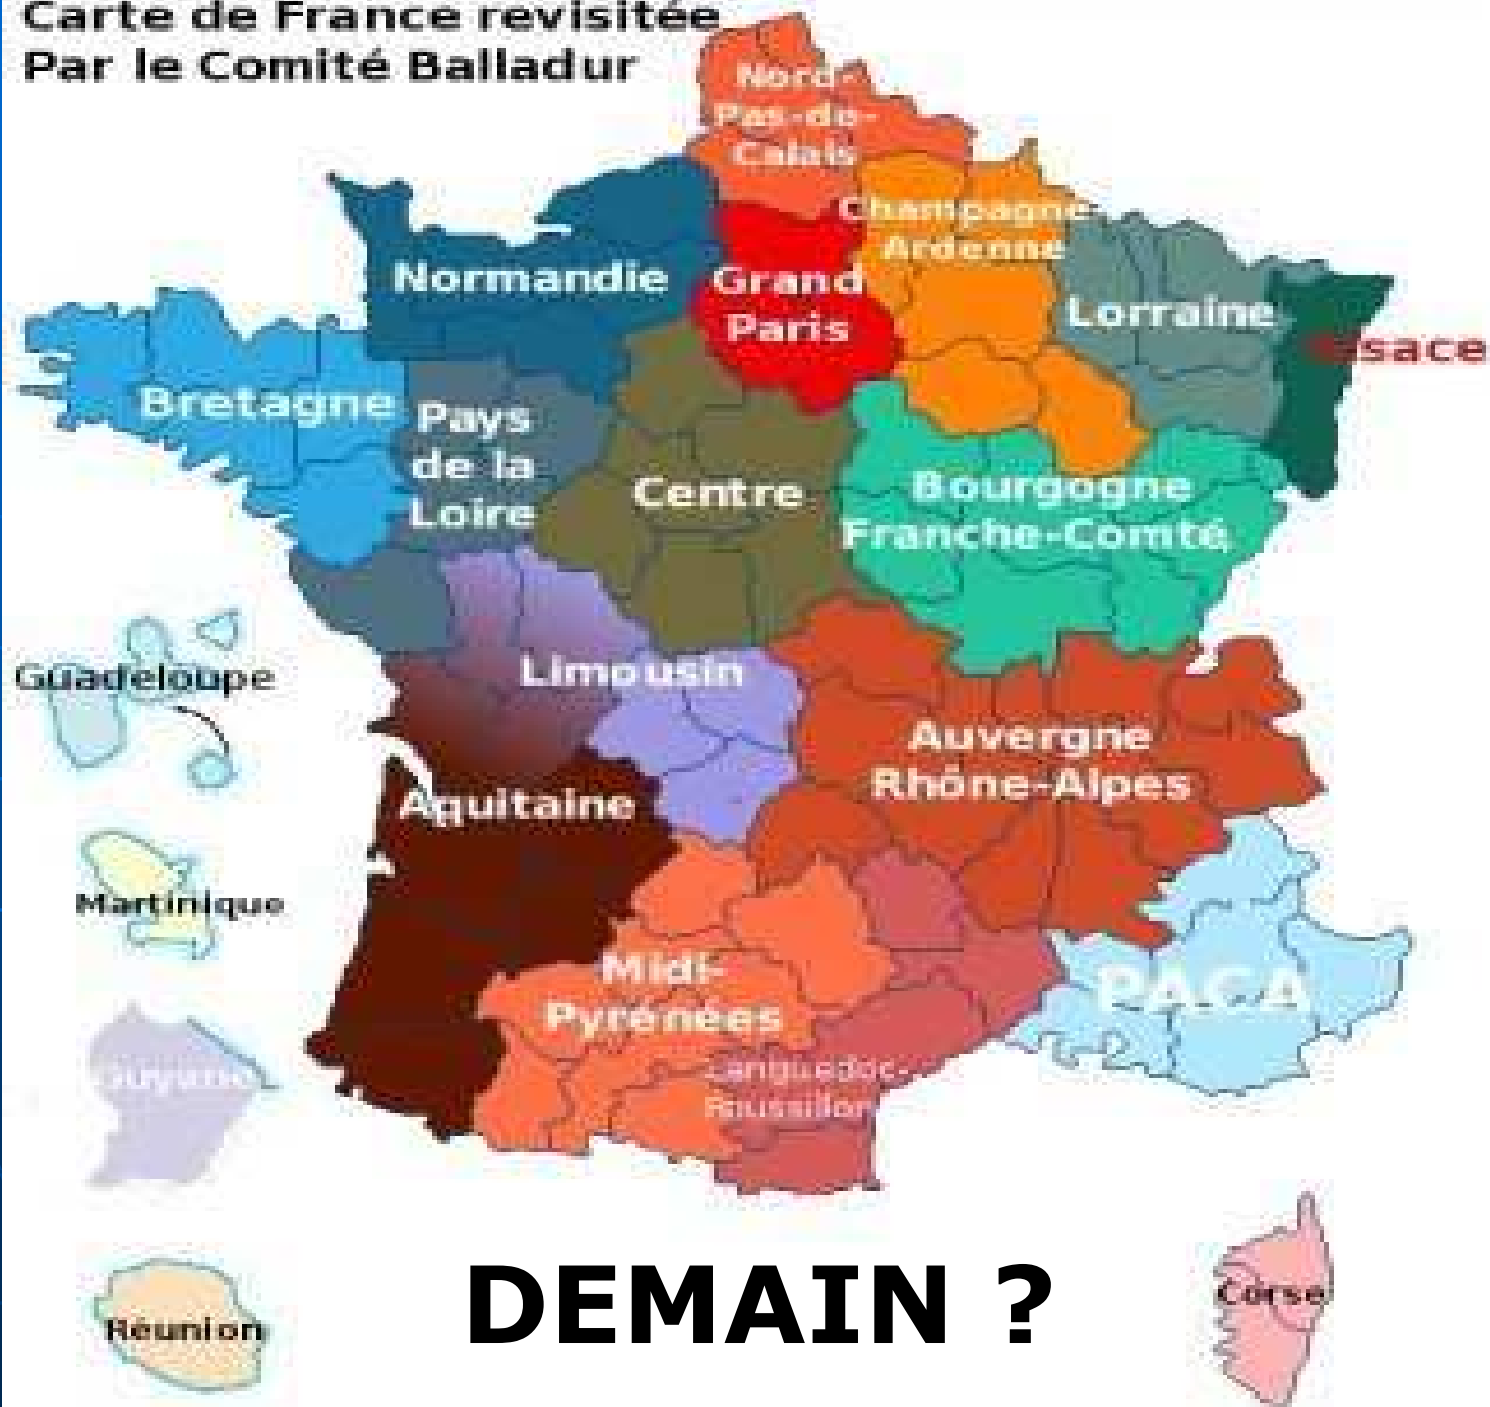 Carte de France revisitée
Par le Comité Balladur
Nord-
Pas-de-
Calais
Champagne-
Ardenne
Normandie
Grand
Paris
Lorraine
Alsace
Bretagne
Pays
de la
Loire
Centre
Bourgogne
Franche-Comté
Limousin
Guadeloupe
Auvergne
Rhône-Alpes
Aquitaine
Martinique
Midi-
Pyrénées
PACA
Guyane
Languedoc-
Roussillon
DEMAIN ?
Corse
Réunion